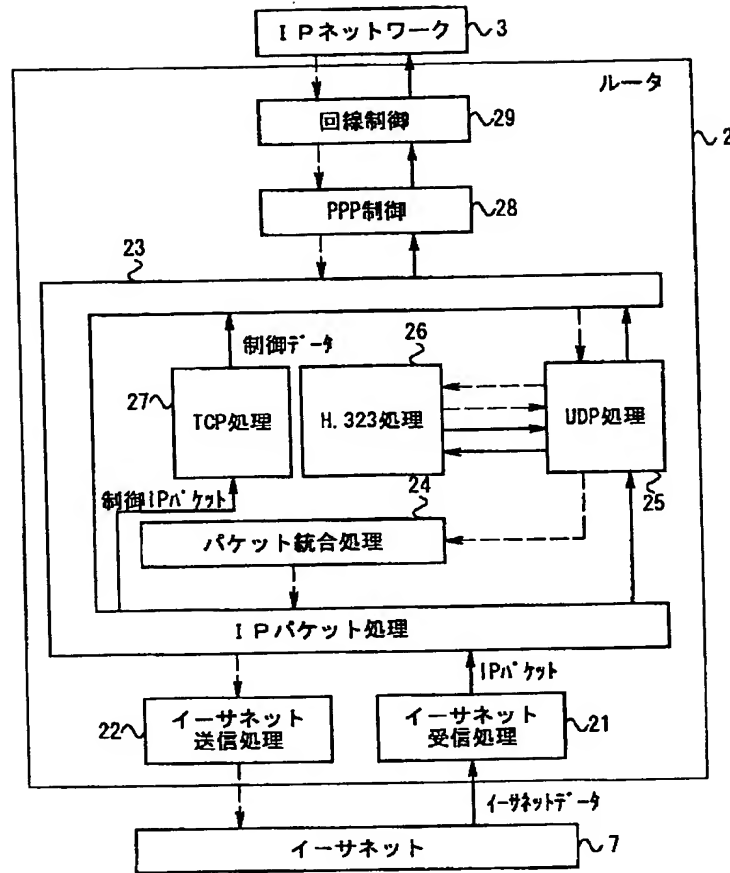 IPネットワーク 3
ルータ
回線制御 29
2
PPP制御 28
23
制御データ
26
27 TCP処理
H.323処理
UDP処理
制御IPパケット
24
25
パケット統合処理
IPパケット処理
IPパケット
22 イーサネット
送信処理
イーサネット
受信処理 21
イーサネットデータ
イーサネット 7